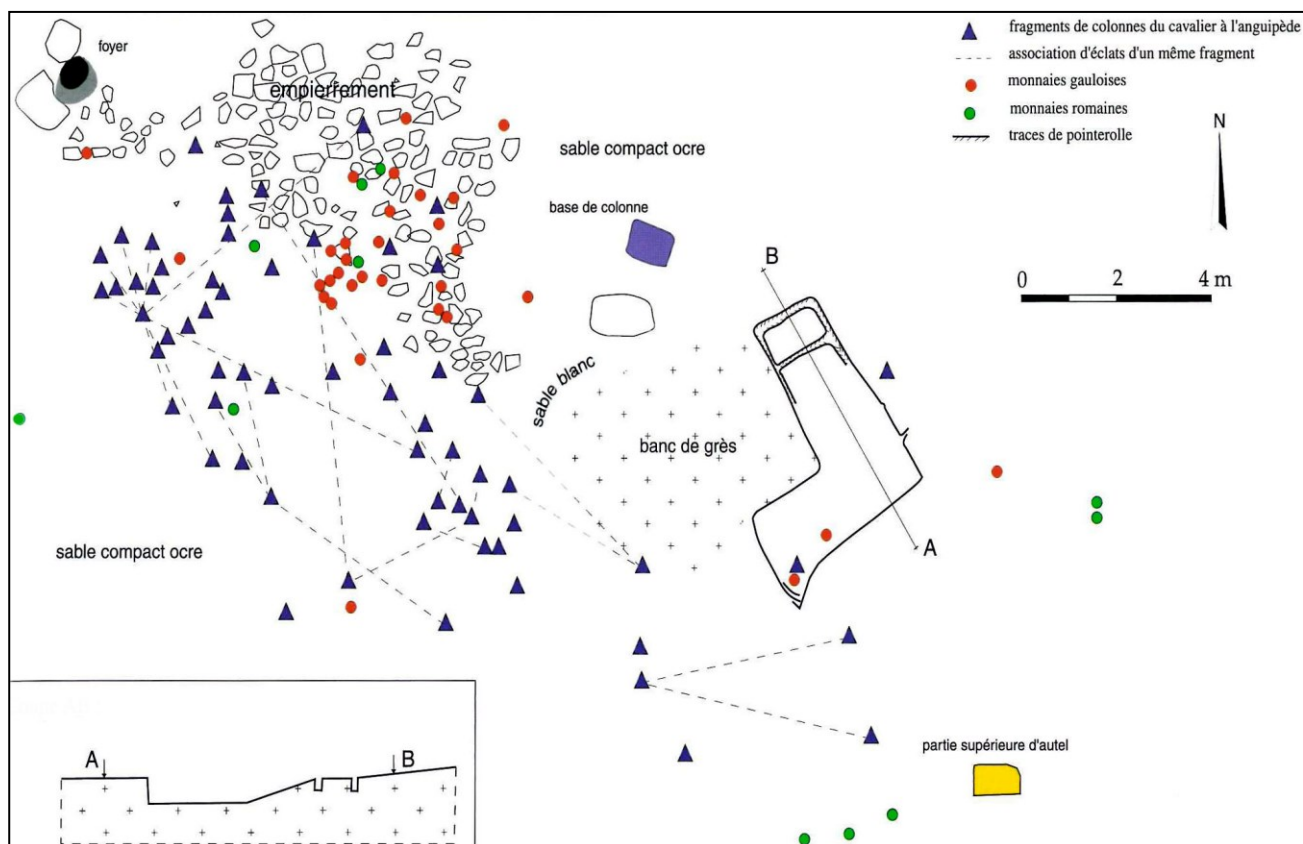 foyer
empierrement
fragments de colonnes du cavalier à l'anguipède
association d'éclats d'un même fragment
monnaies gauloises
monnaies romaines
traces de pointerolle
N
sable compact ocre
base de colonne
B
0 2 4 m
sable blanc
banc de grès
A
sable compact ocre
partie supérieure d'autel
A B